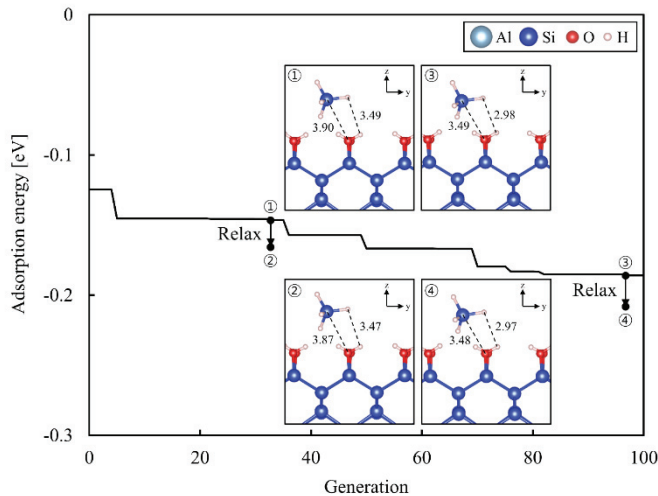 0
-0.1
-0.2
-0.3
Adsorption energy [eV]
Al Si O H
① z y 3.90 3.49
③ z y 3.49 2.98
①
Relax
②
③
Relax
④
② z y 3.87 3.47
④ z y 3.48 2.97
0 20 40 60 80 100
Generation